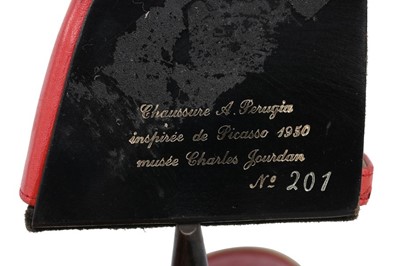 Chaussure A. Perugia
inspirée de Picasso 1950
musée Charles Jourdan
Nº 201